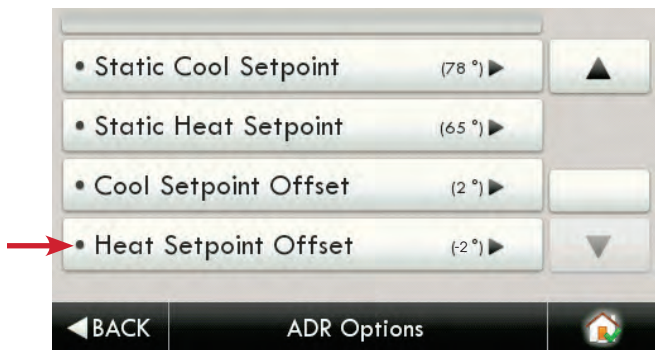 • Static Cool Setpoint (78 °) ▶
• Static Heat Setpoint (65 °) ▶
• Cool Setpoint Offset (2 °) ▶
• Heat Setpoint Offset (-2 °) ▶
◀BACK ADR Options